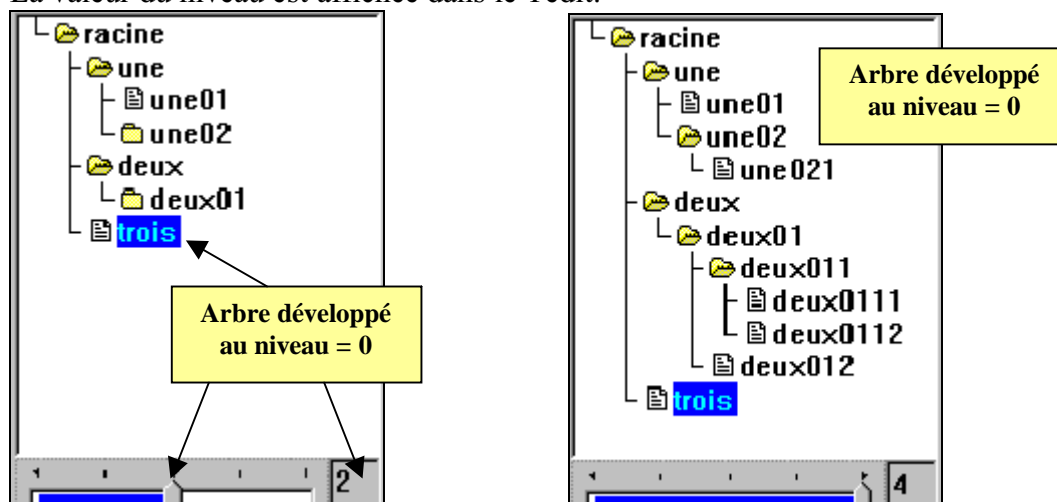 La valeur du niveau est affichée dans le Tedit.
racine
une
une01
une02
deux
deux01
trois
Arbre développé
au niveau = 0
2
racine
une
une01
une02
une021
deux
deux01
deux011
deux0111
deux0112
deux012
trois
Arbre développé
au niveau = 0
4